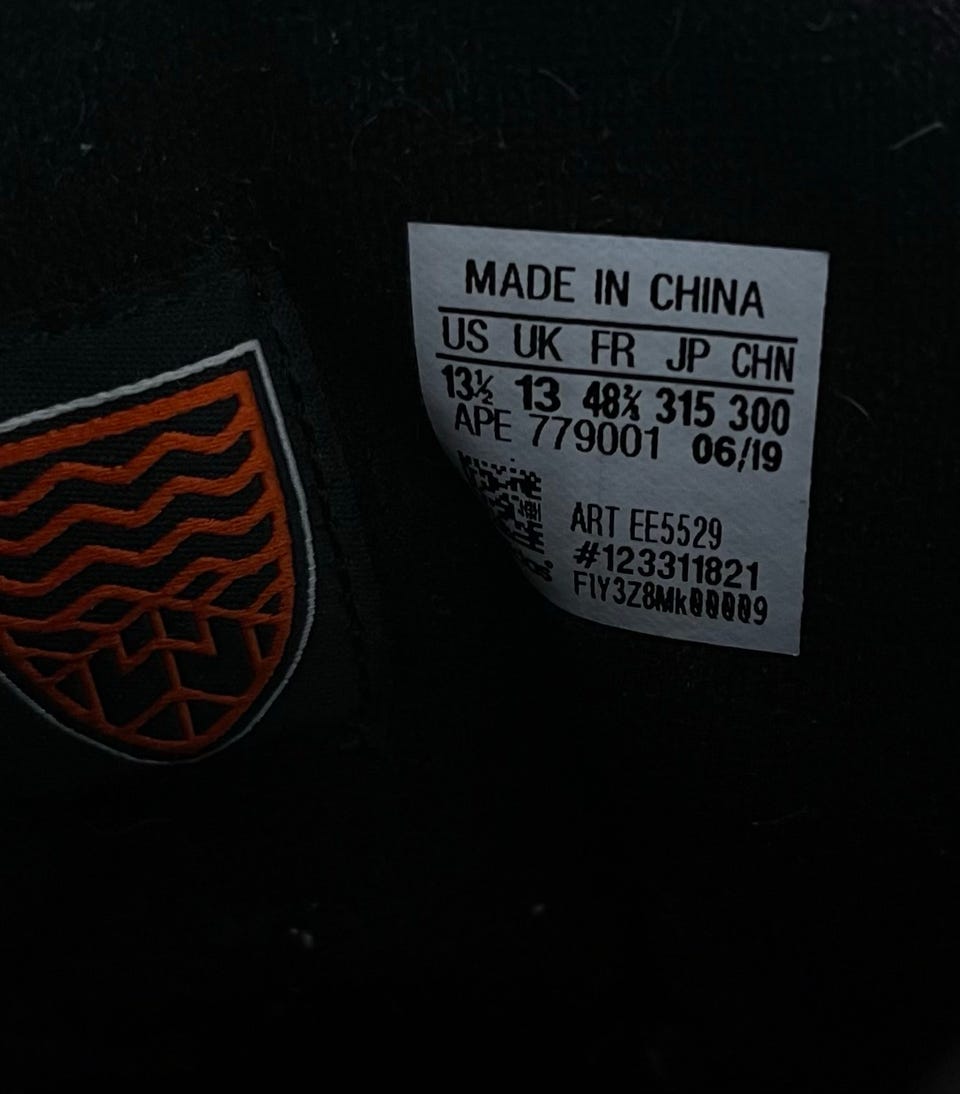 MADE IN CHINA
US UK FR JP CHN
13½ 13 48⅔ 315 300
APE 779001 06/19
ART EE5529
#123311821
FIY3Z8Mk00009